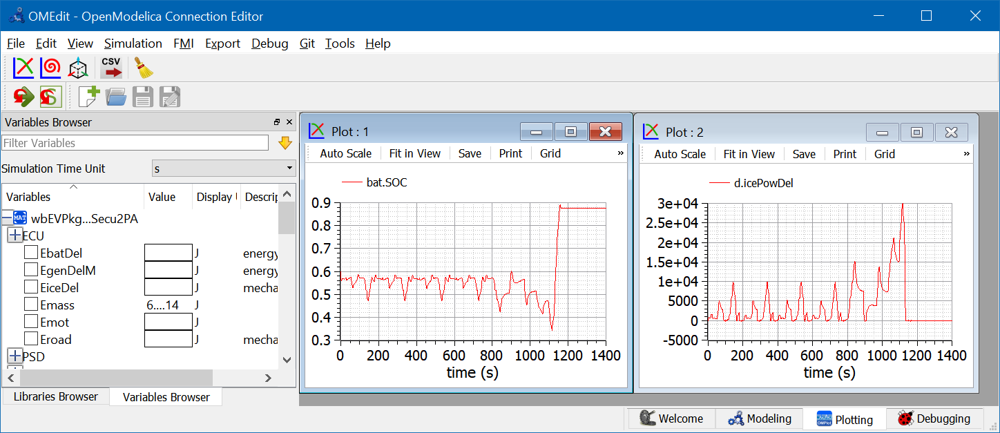 OMEdit - OpenModelica Connection Editor
File Edit View Simulation FMI Export Debug Git Tools Help
CSV
S
Variables Browser
Filter Variables
Simulation Time Unit s
Variables Value Display Descrip
MAT wbEVPkg...Secu2PA
ECU
EbatDel J energy
EgenDelM J energy
EiceDel J mecha
Emass 6....14 J
Emot J
Eroad J mecha
PSD
Libraries Browser Variables Browser
Plot : 1
Auto Scale Fit in View Save Print Grid »
bat.SOC
0.9
0.8
0.7
0.6
0.5
0.4
0.3
0 200 400 600 800 1000 1200 1400
time (s)
Plot : 2
Auto Scale Fit in View Save Print Grid »
d.icePowDel
3e+04
2.5e+04
2e+04
1.5e+04
1e+04
5000
0
-5000
0 200 400 600 800 1000 1200 1400
time (s)
Welcome Modeling OMPlot Plotting Debugging